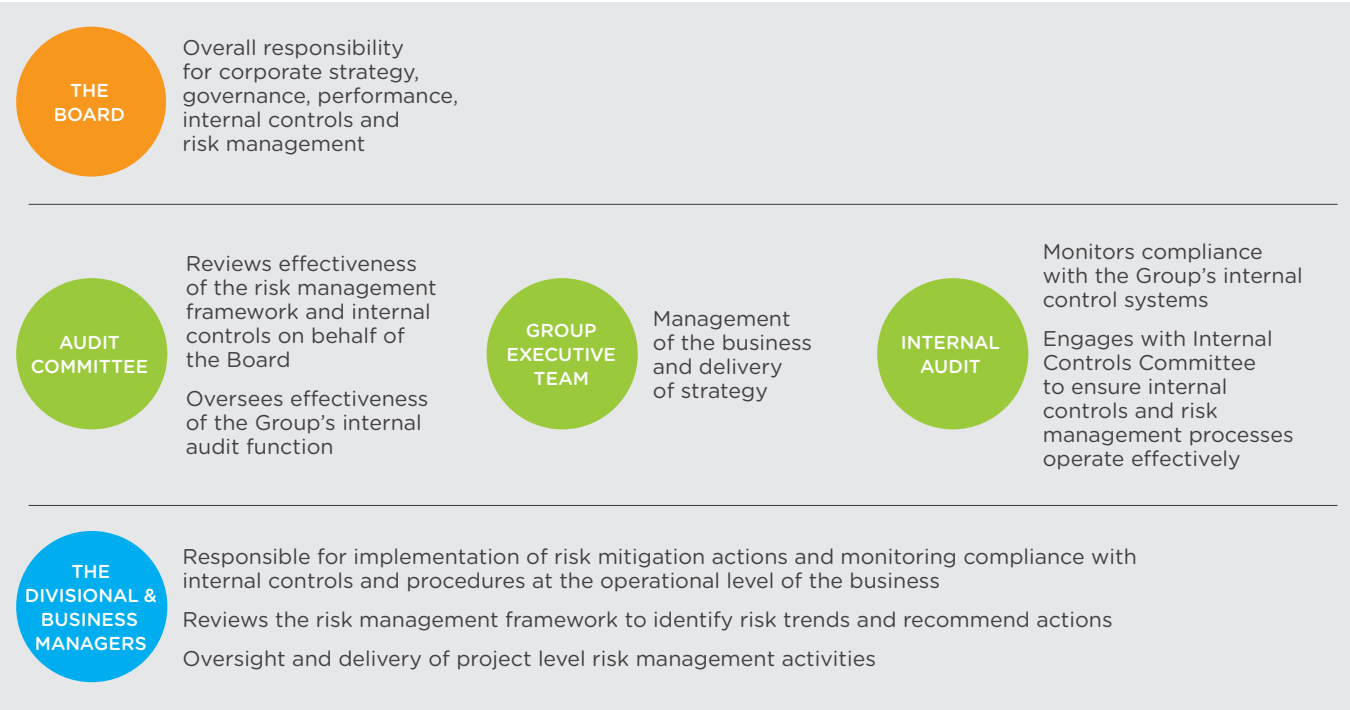 THE
BOARD
Overall responsibility
for corporate strategy,
governance, performance,
internal controls and
risk management
AUDIT
COMMITTEE
Reviews effectiveness
of the risk management
framework and internal
controls on behalf of
the Board
Oversees effectiveness
of the Group’s internal
audit function
GROUP
EXECUTIVE
TEAM
Management
of the business
and delivery
of strategy
INTERNAL
AUDIT
Monitors compliance
with the Group’s internal
control systems
Engages with Internal
Controls Committee
to ensure internal
controls and risk
management processes
operate effectively
THE
DIVISIONAL &
BUSINESS
MANAGERS
Responsible for implementation of risk mitigation actions and monitoring compliance with
internal controls and procedures at the operational level of the business
Reviews the risk management framework to identify risk trends and recommend actions
Oversight and delivery of project level risk management activities